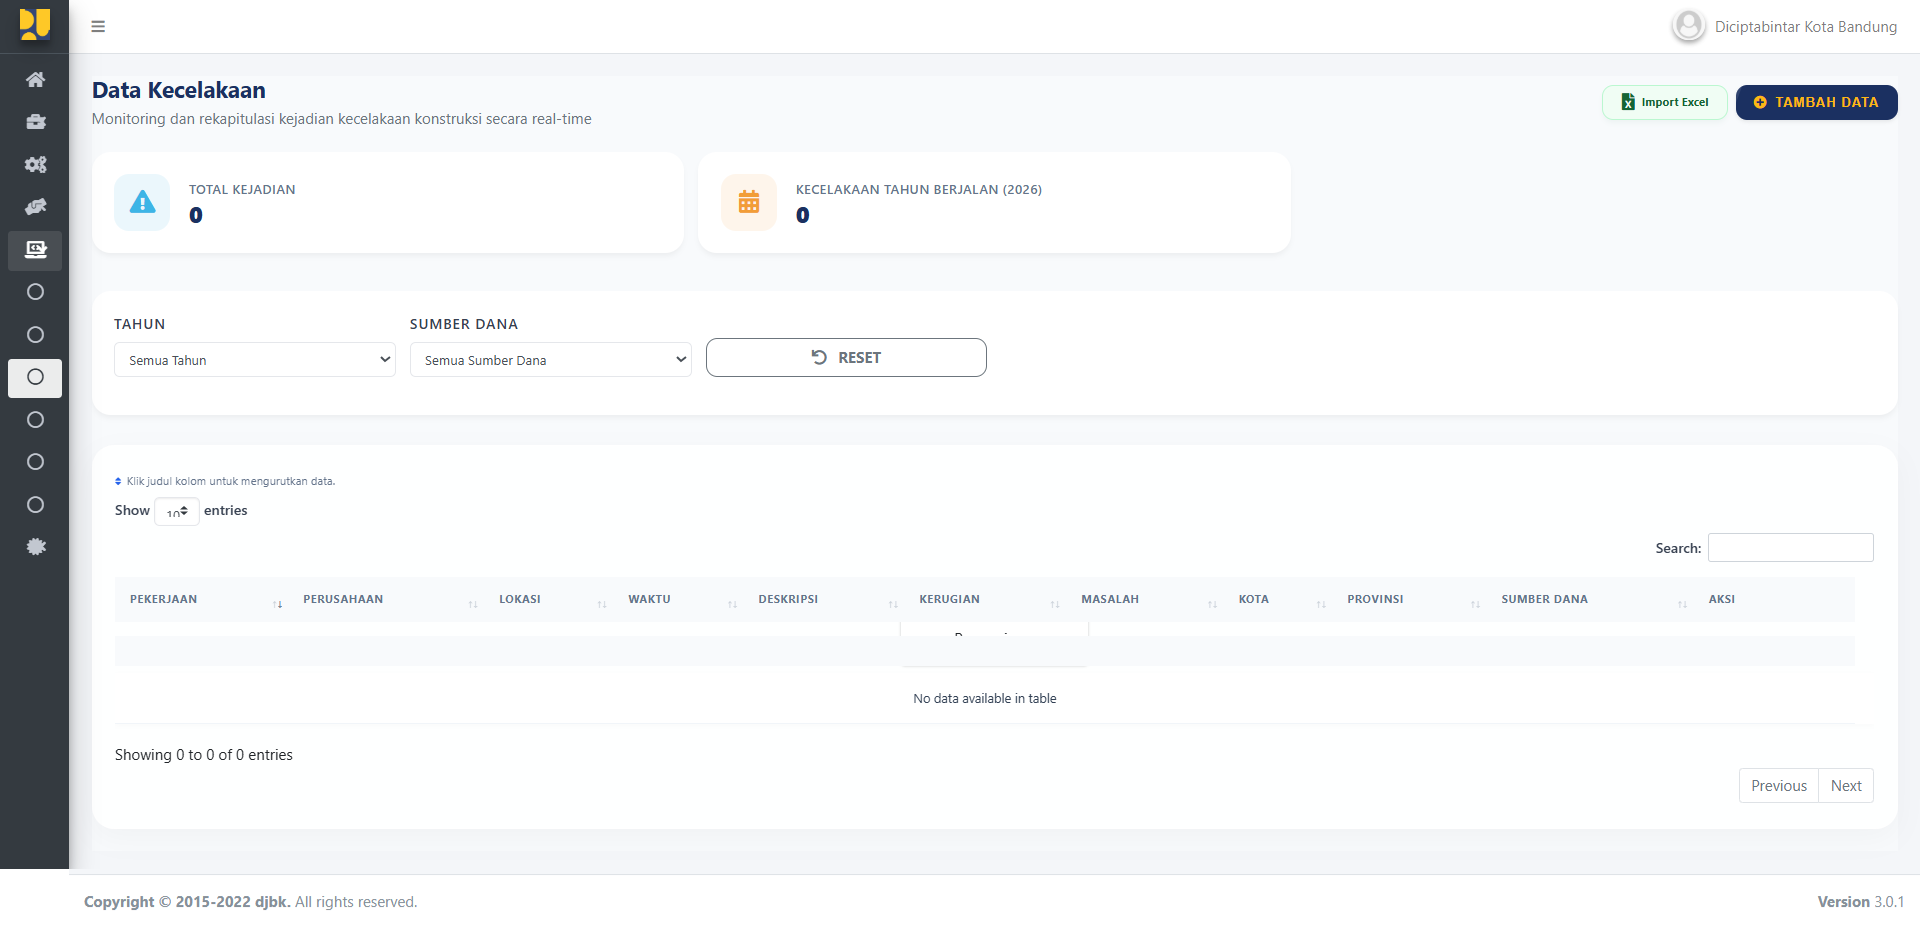 Diciptabintar Kota Bandung
Data Kecelakaan
Monitoring dan rekapitulasi kejadian kecelakaan konstruksi secara real-time
Import Excel
TAMBAH DATA
TOTAL KEJADIAN
0
KECELAKAAN TAHUN BERJALAN (2026)
0
TAHUN
SUMBER DANA
Semua Tahun
Semua Sumber Dana
RESET
Klik judul kolom untuk mengurutkan data.
Show 10 entries
Search:
PEKERJAAN PERUSAHAAN LOKASI WAKTU DESKRIPSI KERUGIAN MASALAH KOTA PROVINSI SUMBER DANA AKSI
No data available in table
Showing 0 to 0 of 0 entries
Previous Next
Copyright © 2015-2022 djbk. All rights reserved.
Version 3.0.1